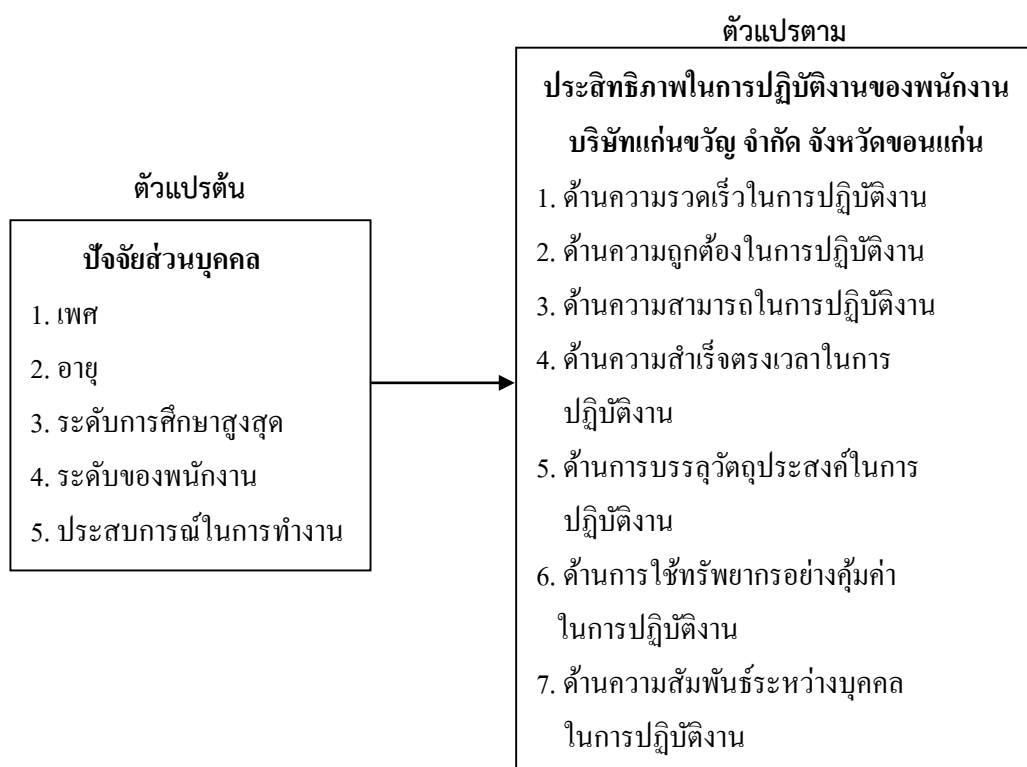 ตัวแปรต้น
ปัจจัยส่วนบุคคล
1. เพศ
2. อายุ
3. ระดับการศึกษาสูงสุด
4. ระดับของพนักงาน
5. ประสบการณ์ในการทำงาน
ตัวแปรตาม
ประสิทธิภาพในการปฏิบัติงานของพนักงาน
บริษัทแก่นขวัญ จำกัด จังหวัดขอนแก่น
1. ด้านความรวดเร็วในการปฏิบัติงาน
2. ด้านความถูกต้องในการปฏิบัติงาน
3. ด้านความสามารถในการปฏิบัติงาน
4. ด้านความสำเร็จตรงเวลาในการ
ปฏิบัติงาน
5. ด้านการบรรลุวัตถุประสงค์ในการ
ปฏิบัติงาน
6. ด้านการใช้ทรัพยากรอย่างคุ้มค่า
ในการปฏิบัติงาน
7. ด้านความสัมพันธ์ระหว่างบุคคล
ในการปฏิบัติงาน